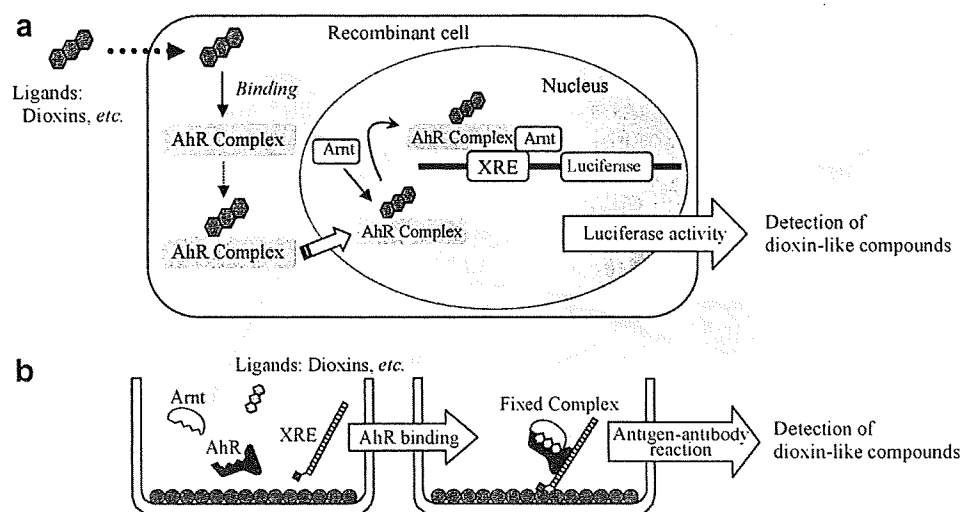 a
Recombinant cell
Ligands:
Dioxins, etc.
Binding
AhR Complex
AhR Complex
Nucleus
Arnt
AhR Complex
Arnt
XRE
Luciferase
AhR Complex
Luciferase activity
Detection of
dioxin-like compounds
b
Ligands: Dioxins, etc.
Arnt
AhR
XRE
AhR binding
Fixed Complex
Antigen-antibody
reaction
Detection of
dioxin-like compounds